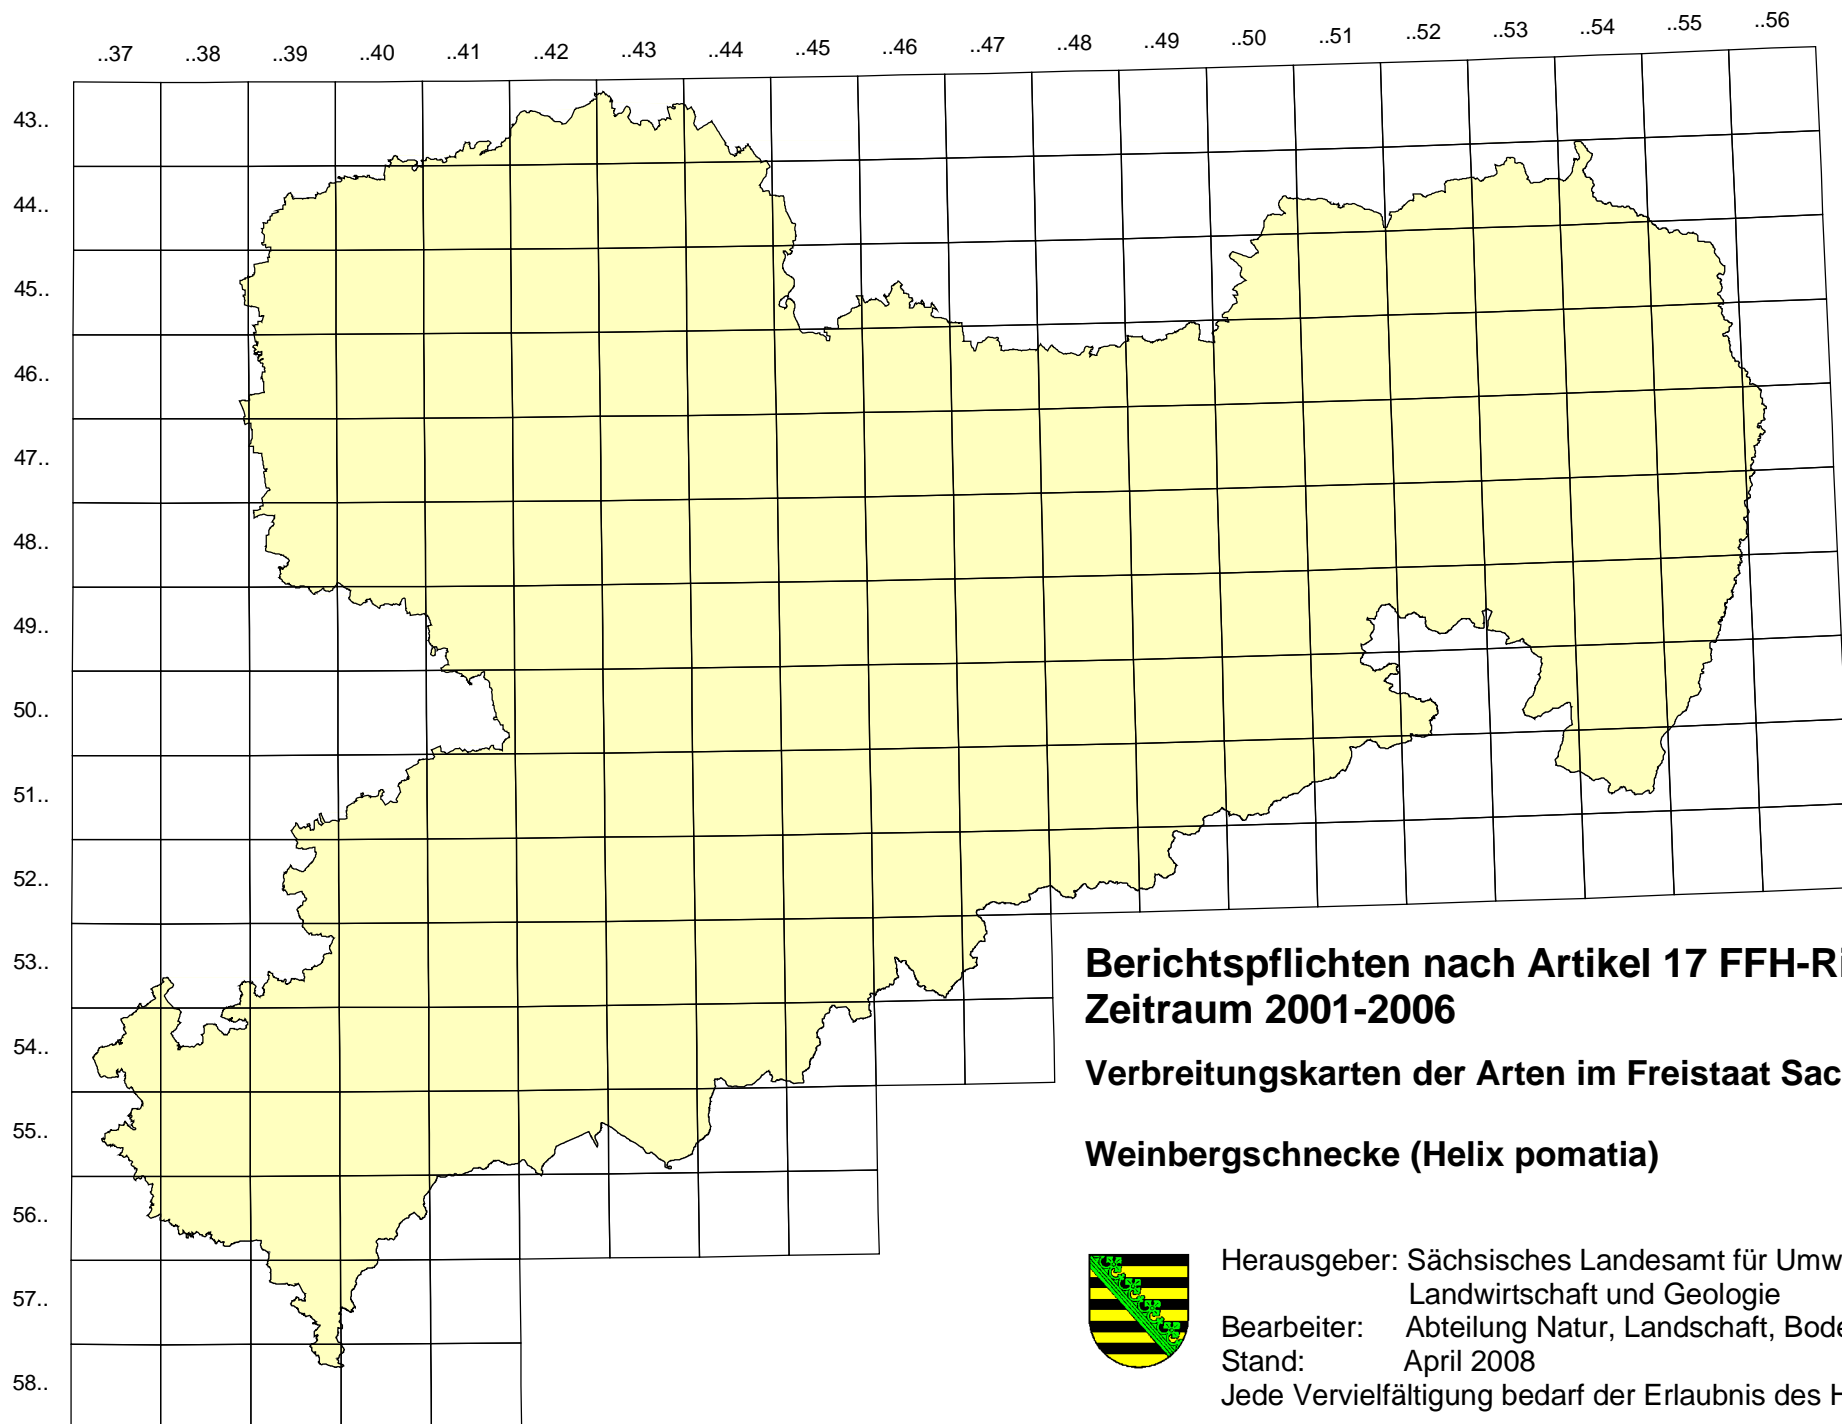 ..37 ..38 ..39 ..40 ..41 ..42 ..43 ..44 ..45 ..46 ..47 ..48 ..49 ..50 ..51 ..52 ..53 ..54 ..55 ..56
43..
44..
45..
46..
47..
48..
49..
50..
51..
52..
53..
54..
55..
56..
57..
58..
Berichtspflichten nach Artikel 17 FFH-Ri
Zeitraum 2001-2006
Verbreitungskarten der Arten im Freistaat Sac
Weinbergschnecke (Helix pomatia)
Herausgeber: Sächsisches Landesamt für Umw
Landwirtschaft und Geologie
Bearbeiter: Abteilung Natur, Landschaft, Bode
Stand: April 2008
Jede Vervielfältigung bedarf der Erlaubnis des H